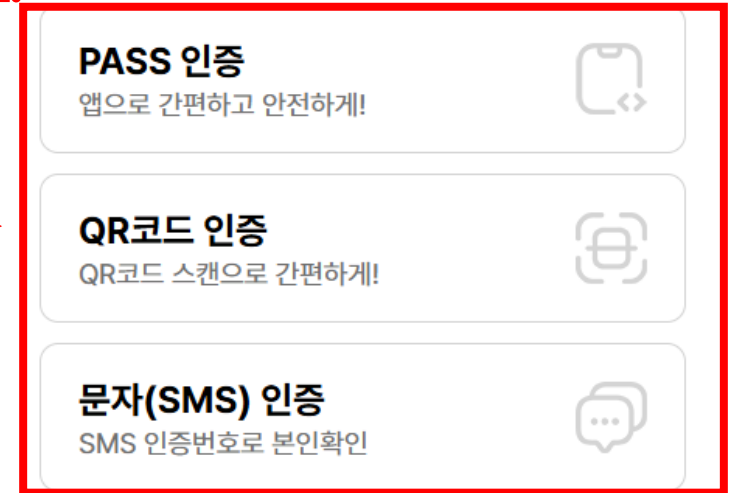 PASS 인증
앱으로 간편하고 안전하게!
QR코드 인증
QR코드 스캔으로 간편하게!
문자(SMS) 인증
SMS 인증번호로 본인확인